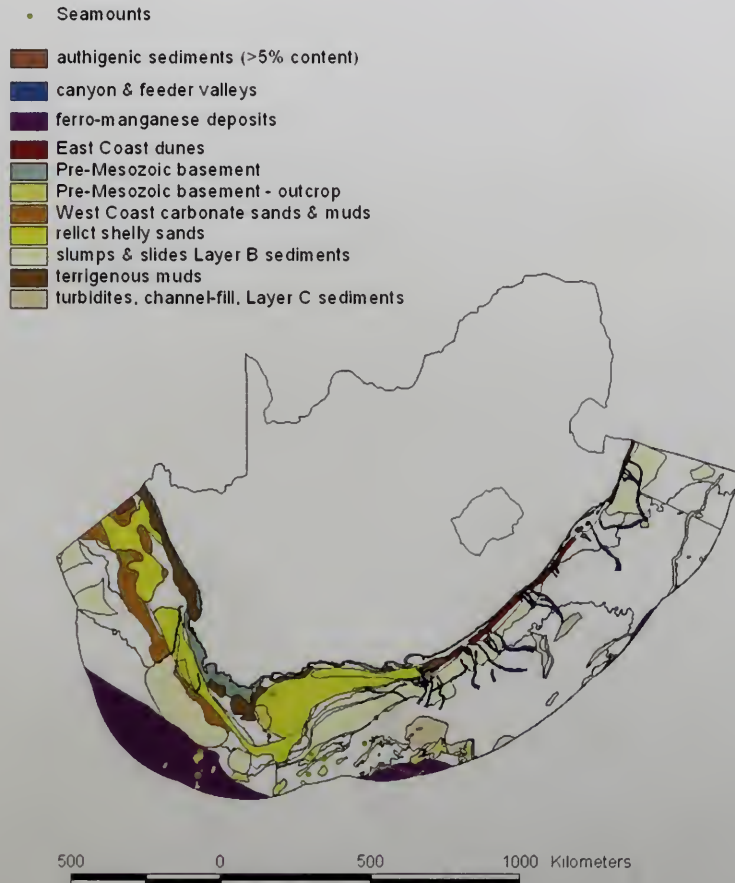 Seamounts
authigenic sediments (>5% content)
canyon & feeder valleys
ferro-manganese deposits
East Coast dunes
Pre-Mesozoic basement
Pre-Mesozoic basement - outcrop
West Coast carbonate sands & muds
relict shelly sands
slumps & slides Layer B sediments
terrigenous muds
turbidites, channel-fill, Layer C sediments
500 0 500 1000 Kilometers